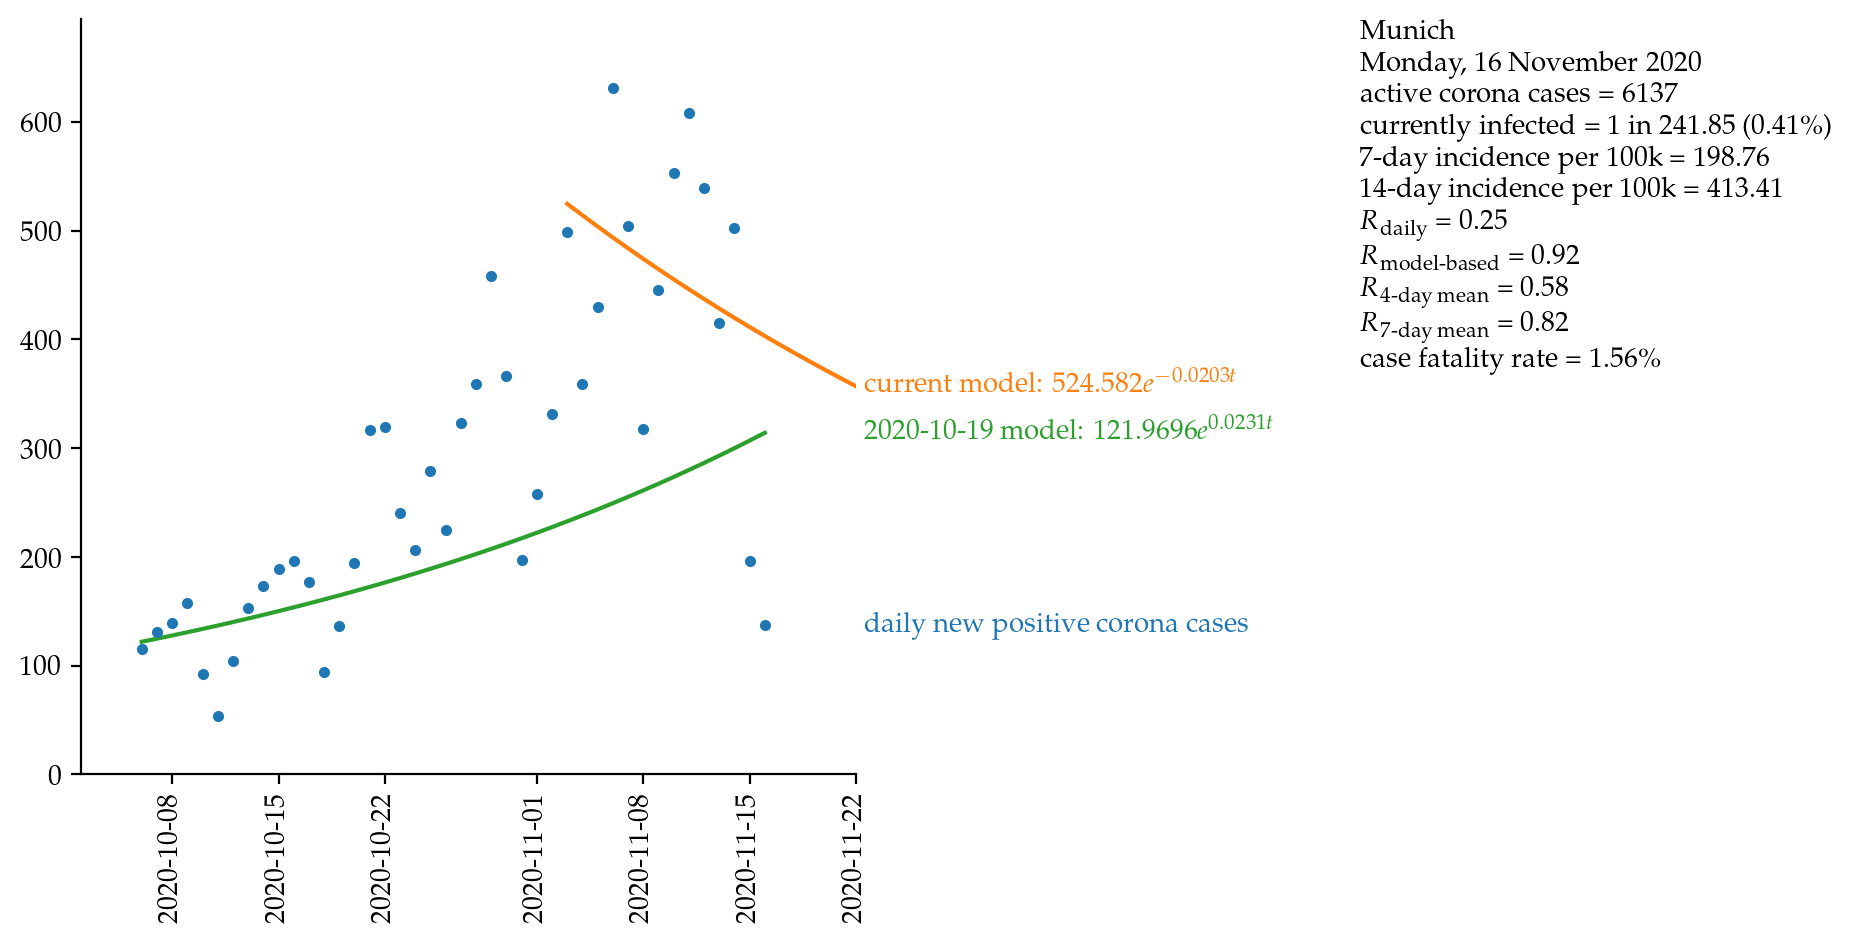 Munich
Monday, 16 November 2020
active corona cases = 6137
currently infected = 1 in 241.85 (0.41%)
7-day incidence per 100k = 198.76
14-day incidence per 100k = 413.41
R_daily = 0.25
R_model-based = 0.92
R_4-day mean = 0.58
R_7-day mean = 0.82
case fatality rate = 1.56%
600
500
400
300
200
100
0
current model: 524.582e^{−0.0203t}
2020-10-19 model: 121.9696e^{0.0231t}
daily new positive corona cases
2020-10-08
2020-10-15
2020-10-22
2020-11-01
2020-11-08
2020-11-15
2020-11-22